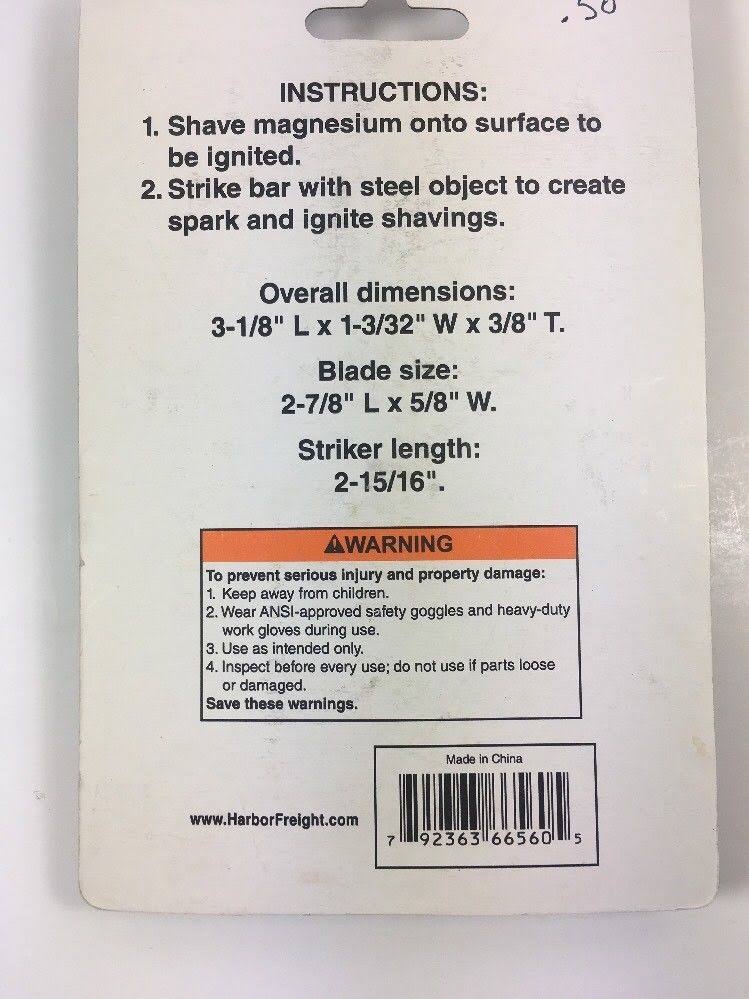 .50
INSTRUCTIONS:
1. Shave magnesium onto surface to
be ignited.
2. Strike bar with steel object to create
spark and ignite shavings.
Overall dimensions:
3-1/8" L x 1-3/32" W x 3/8" T.
Blade size:
2-7/8" L x 5/8" W.
Striker length:
2-15/16".
⚠WARNING
To prevent serious injury and property damage:
1. Keep away from children.
2. Wear ANSI-approved safety goggles and heavy-duty
work gloves during use.
3. Use as intended only.
4. Inspect before every use; do not use if parts loose
or damaged.
Save these warnings.
Made in China
www.HarborFreight.com
7 92363 66560 5